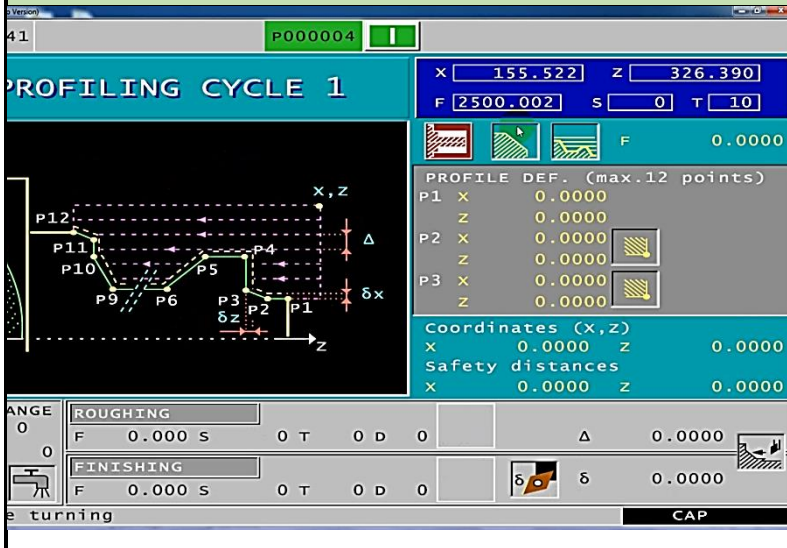 o Version)
41
P000004
PROFILING CYCLE 1
X 155.522 Z 326.390
F 2500.002 S 0 T 10
F 0.0000
PROFILE DEF. (max.12 points)
P1 X 0.0000
Z 0.0000
P2 X 0.0000
Z 0.0000
P3 X 0.0000
Z 0.0000
Coordinates (X,Z)
X 0.0000 Z 0.0000
Safety distances
X 0.0000 Z 0.0000
x,z
P12
P11
P10
P9
P6
P5
P4
P3
P2
P1
Δ
δx
δz
z
ANGE
0
0
ROUGHING
F 0.000 S 0 T 0 D 0 Δ 0.0000
FINISHING
F 0.000 S 0 T 0 D 0 δ δ 0.0000
e turning
CAP